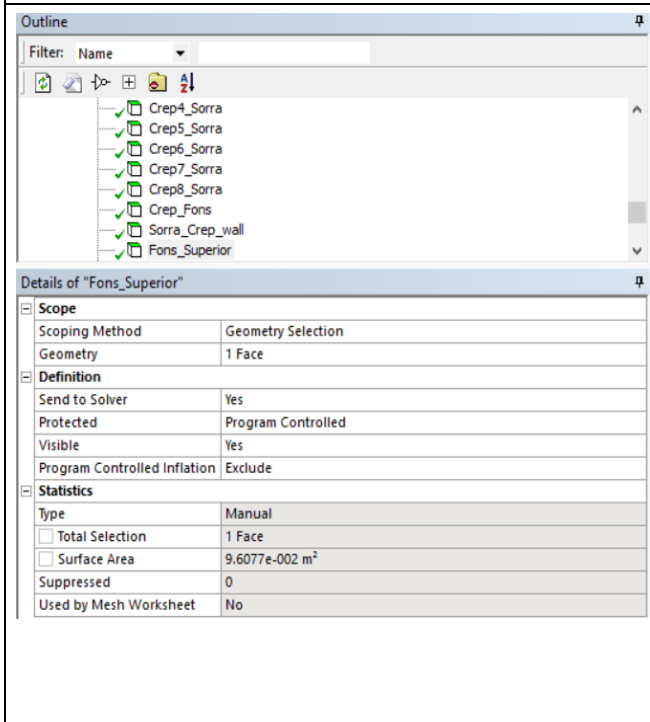 Outline
Filter: Name
Crep4_Sorra
Crep5_Sorra
Crep6_Sorra
Crep7_Sorra
Crep8_Sorra
Crep_Fons
Sorra_Crep_wall
Fons_Superior
Details of "Fons_Superior"
Scope
Scoping Method Geometry Selection
Geometry 1 Face
Definition
Send to Solver Yes
Protected Program Controlled
Visible Yes
Program Controlled Inflation Exclude
Statistics
Type Manual
Total Selection 1 Face
Surface Area 9.6077e-002 m²
Suppressed 0
Used by Mesh Worksheet No